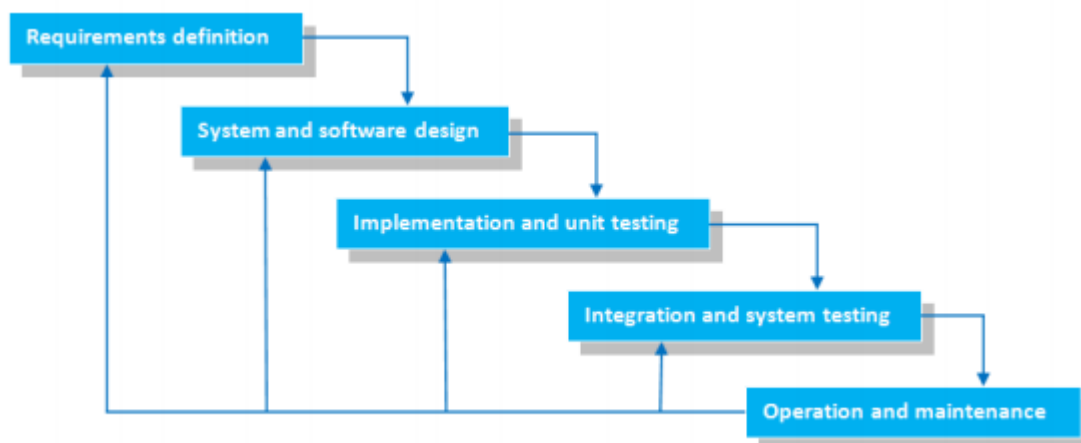 Requirements definition
System and software design
Implementation and unit testing
Integration and system testing
Operation and maintenance